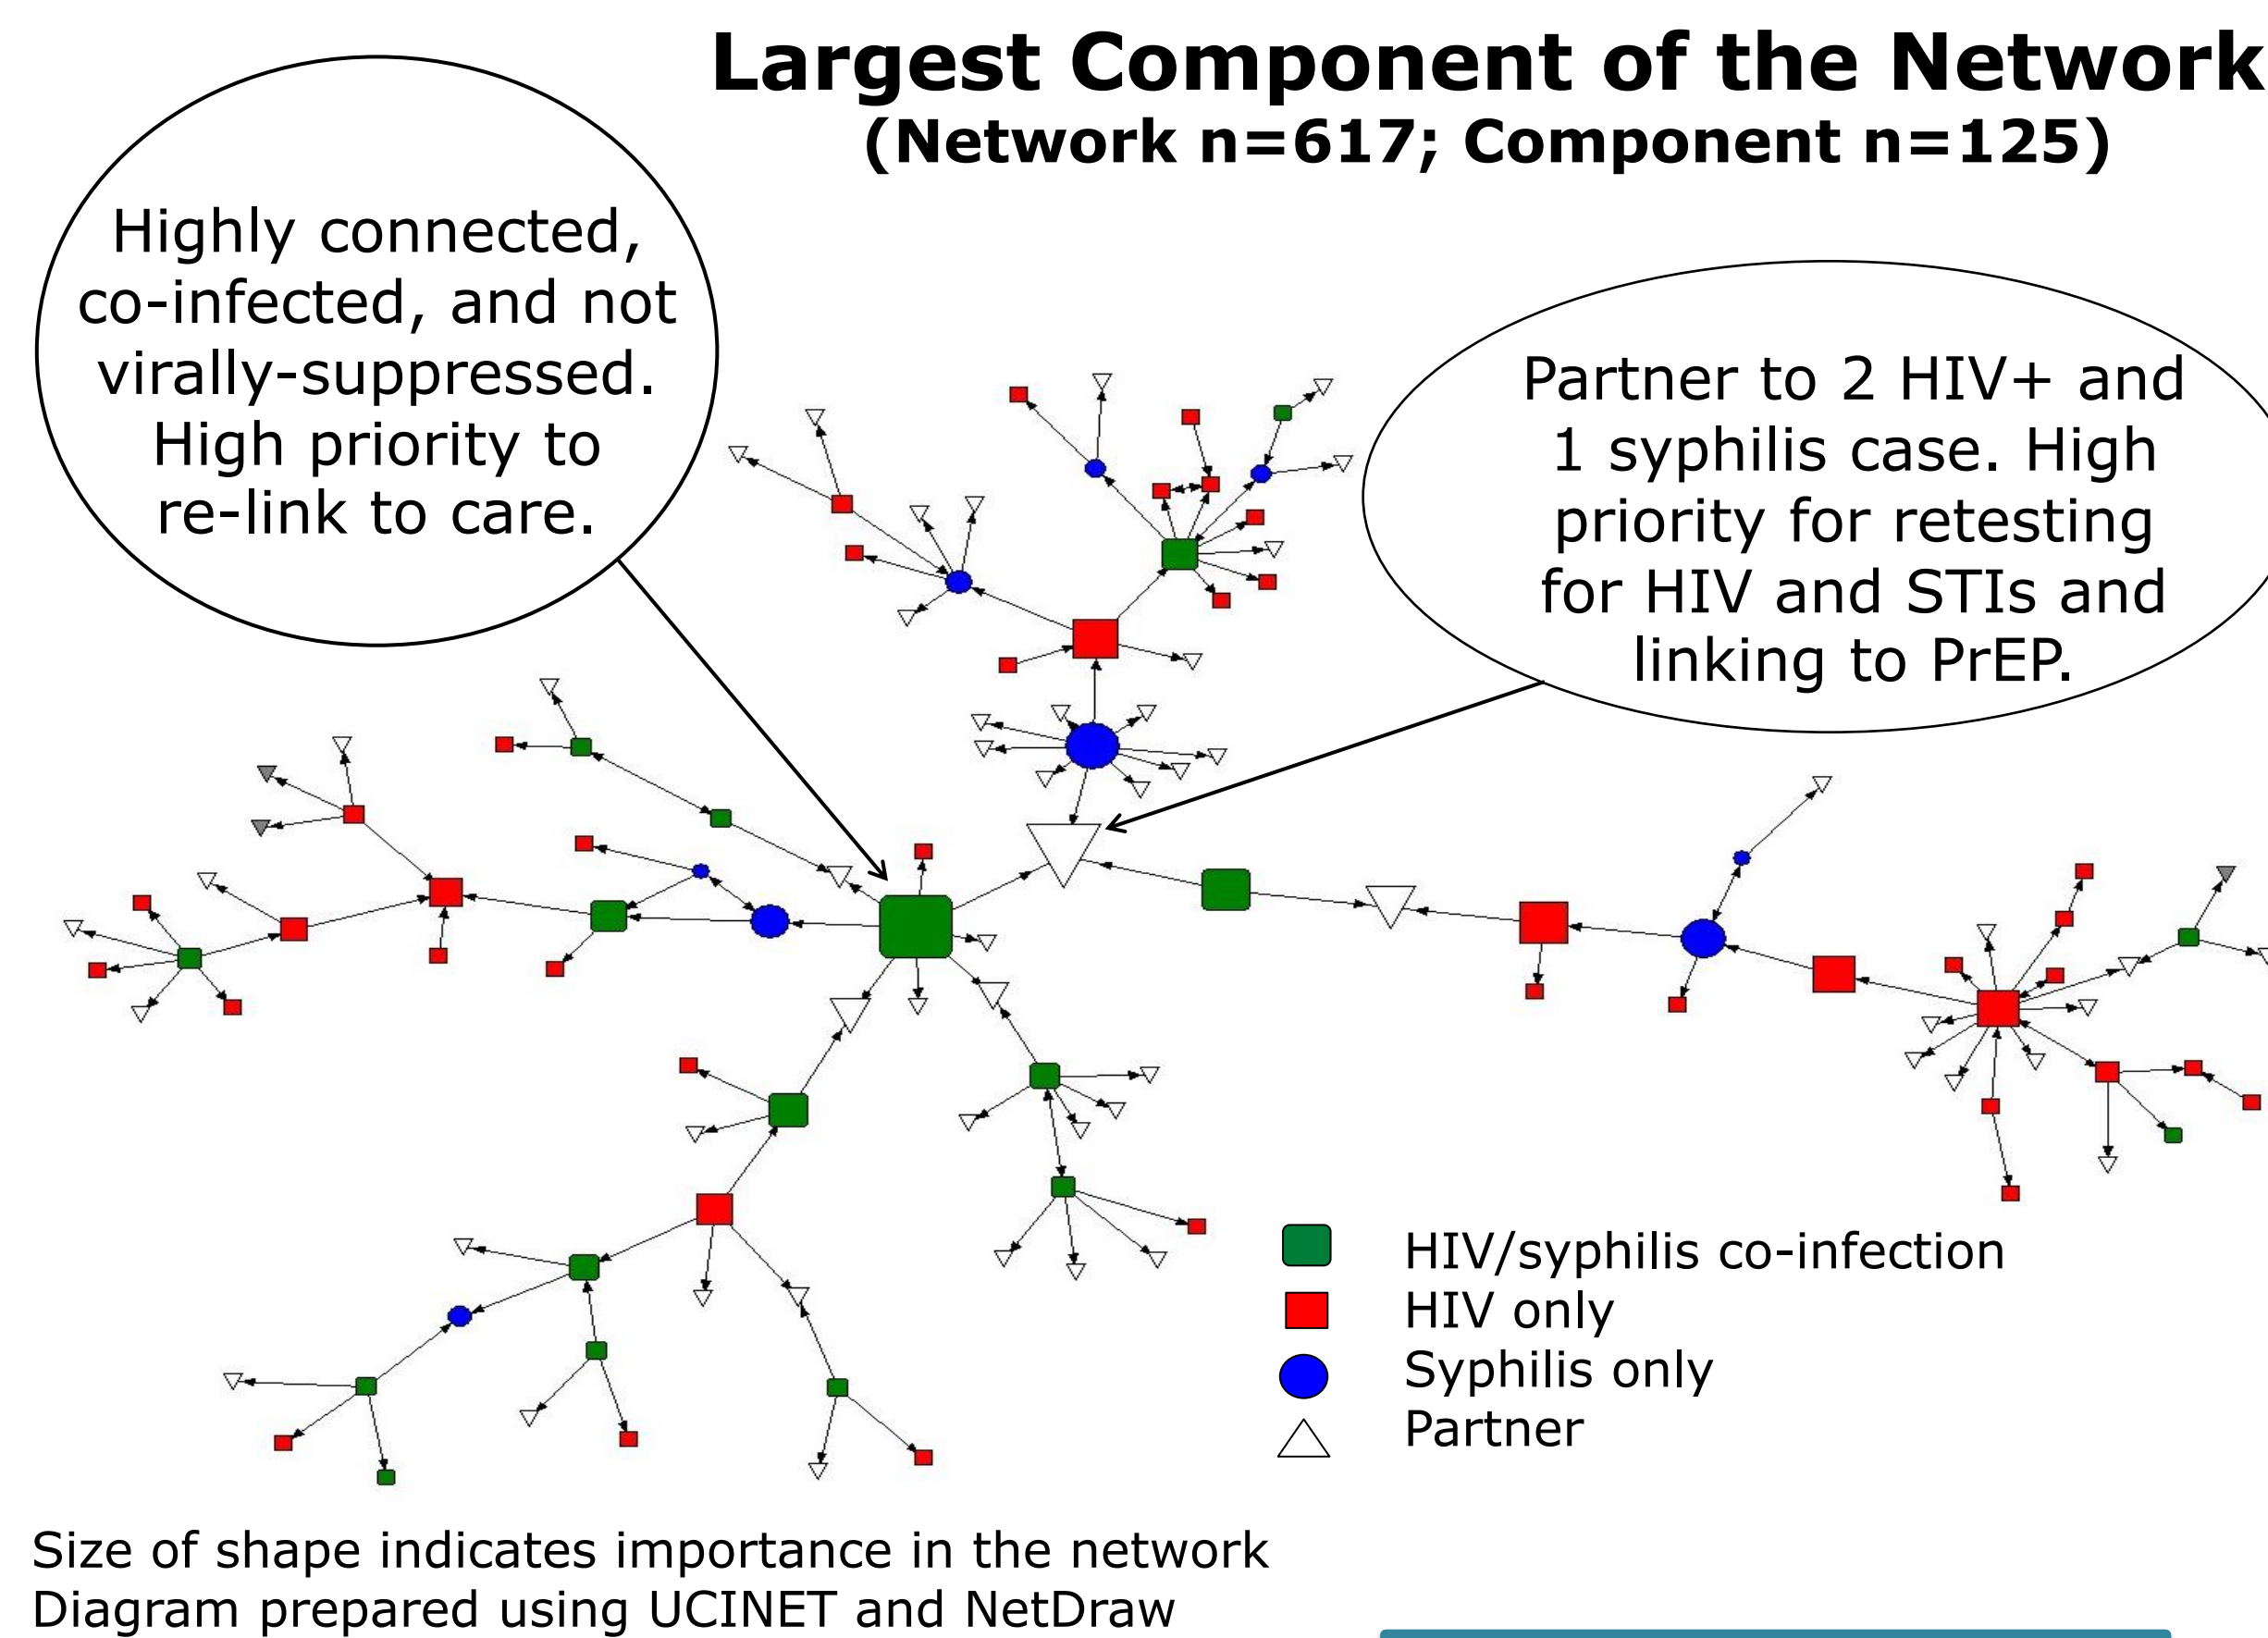 Largest Component of the Network
(Network n=617; Component n=125)
Highly connected,
co-infected, and not
virally-suppressed.
High priority to
re-link to care.
Partner to 2 HIV+ and
1 syphilis case. High
priority for retesting
for HIV and STIs and
linking to PrEP.
HIV/syphilis co-infection
HIV only
Syphilis only
Partner
Size of shape indicates importance in the network
Diagram prepared using UCINET and NetDraw